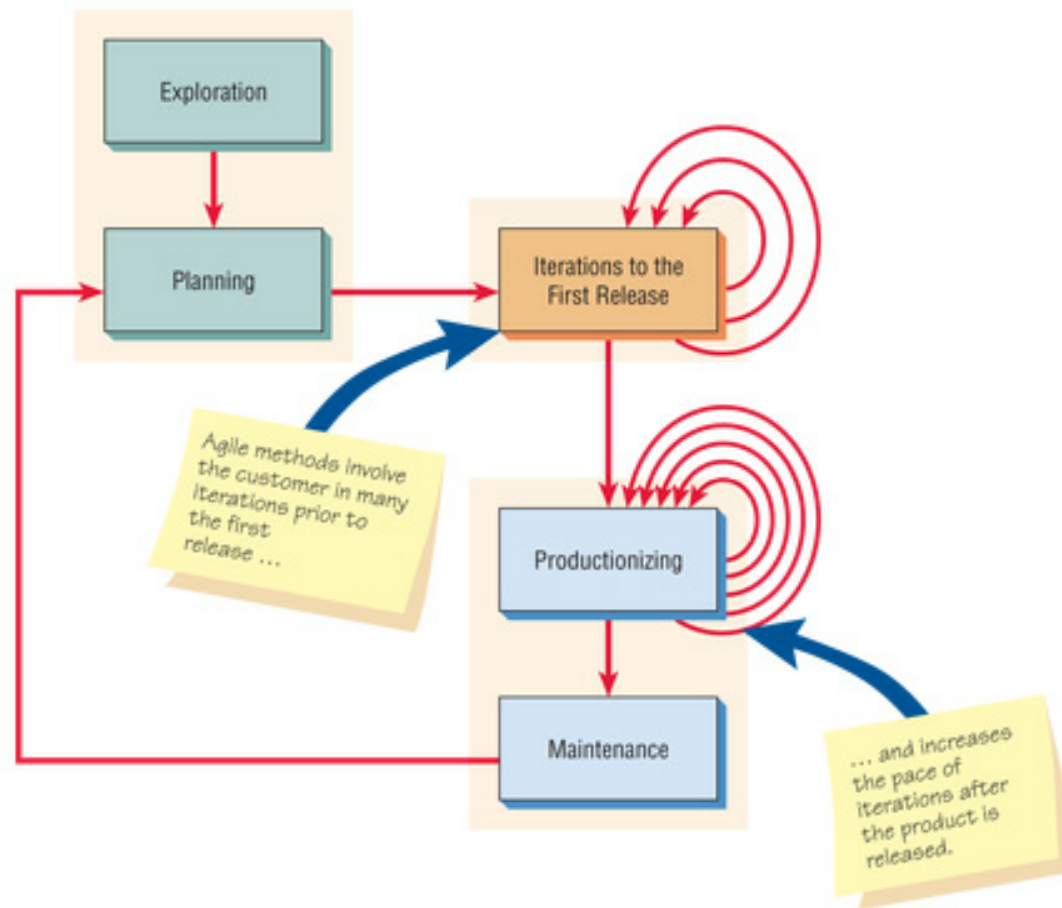 Exploration
Planning
Iterations to the
First Release
Agile methods involve
the customer in many
iterations prior to
the first
release ...
Productionizing
Maintenance
... and increases
the pace of
iterations after
the product is
released.